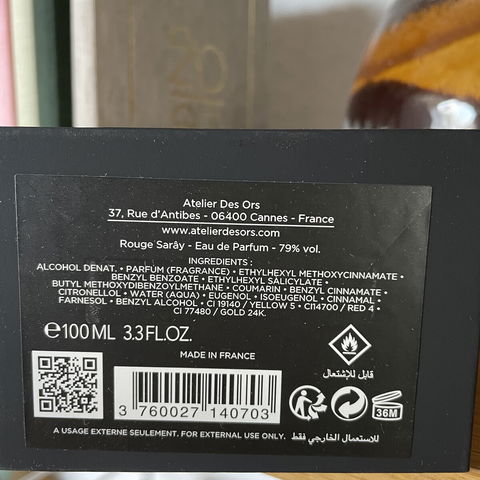 Atelier Des Ors
37, Rue d'Antibes - 06400 Cannes - France
www.atelierdesors.com
Rouge Sarây - Eau de Parfum - 79% vol.
INGREDIENTS :
ALCOHOL DENAT. • PARFUM (FRAGRANCE) • ETHYLHEXYL METHOXYCINNAMATE •
BENZYL BENZOATE • ETHYLHEXYL SALICYLATE •
BUTYL METHOXYDIBENZOYLMETHANE • COUMARIN • BENZYL CINNAMATE •
CITRONELLOL • WATER (AQUA) • EUGENOL • ISOEUGENOL • CINNAMAL •
FARNESOL • BENZYL ALCOHOL • CI 19140 / YELLOW 5 • CI14700 / RED 4 •
CI 77480 / GOLD 24K.
e100 ML 3.3 FL.OZ.
MADE IN FRANCE
قابل للإشتعال
3 760027 140703
36M
A USAGE EXTERNE SEULEMENT. FOR EXTERNAL USE ONLY. للاستعمال الخارجي فقط